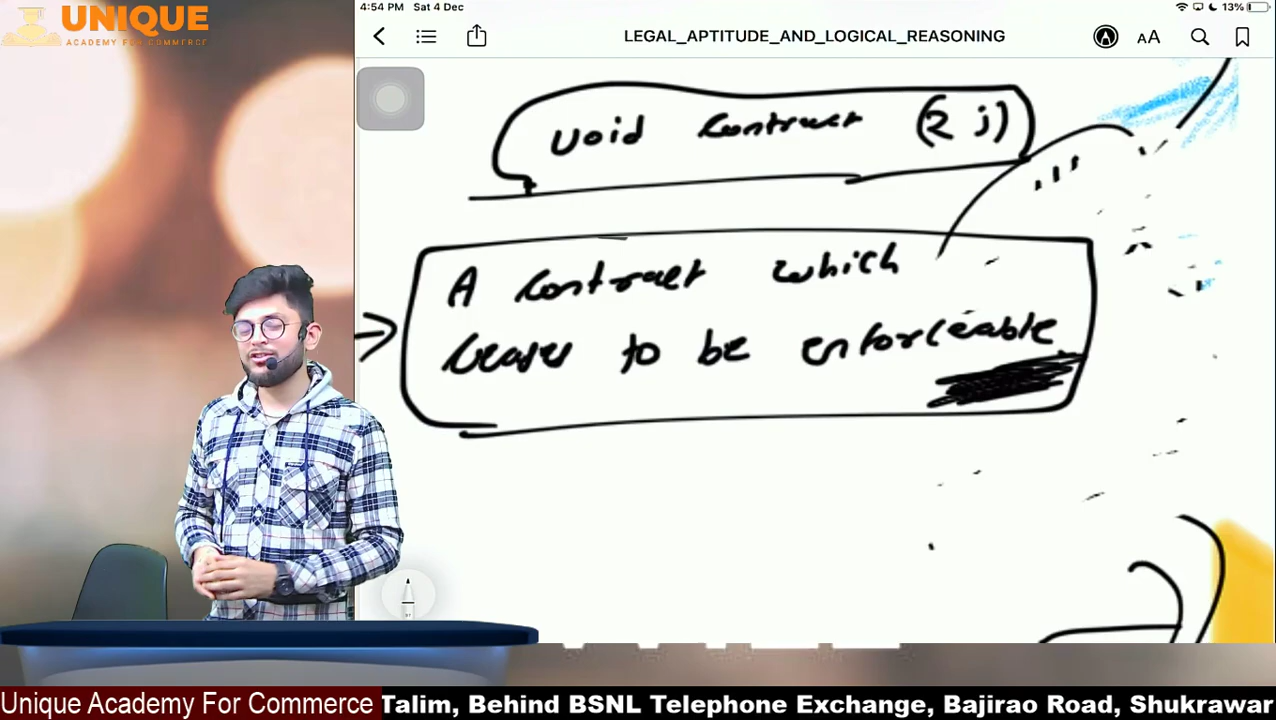 UNIQUE
ACADEMY FOR COMMERCE
4:54 PM Sat 4 Dec
13%
LEGAL_APTITUDE_AND_LOGICAL_REASONING
AA
Void Contract (2 j)
A contract which
ceases to be enforceable
Unique Academy For Commerce
Talim, Behind BSNL Telephone Exchange, Bajirao Road, Shukrawar